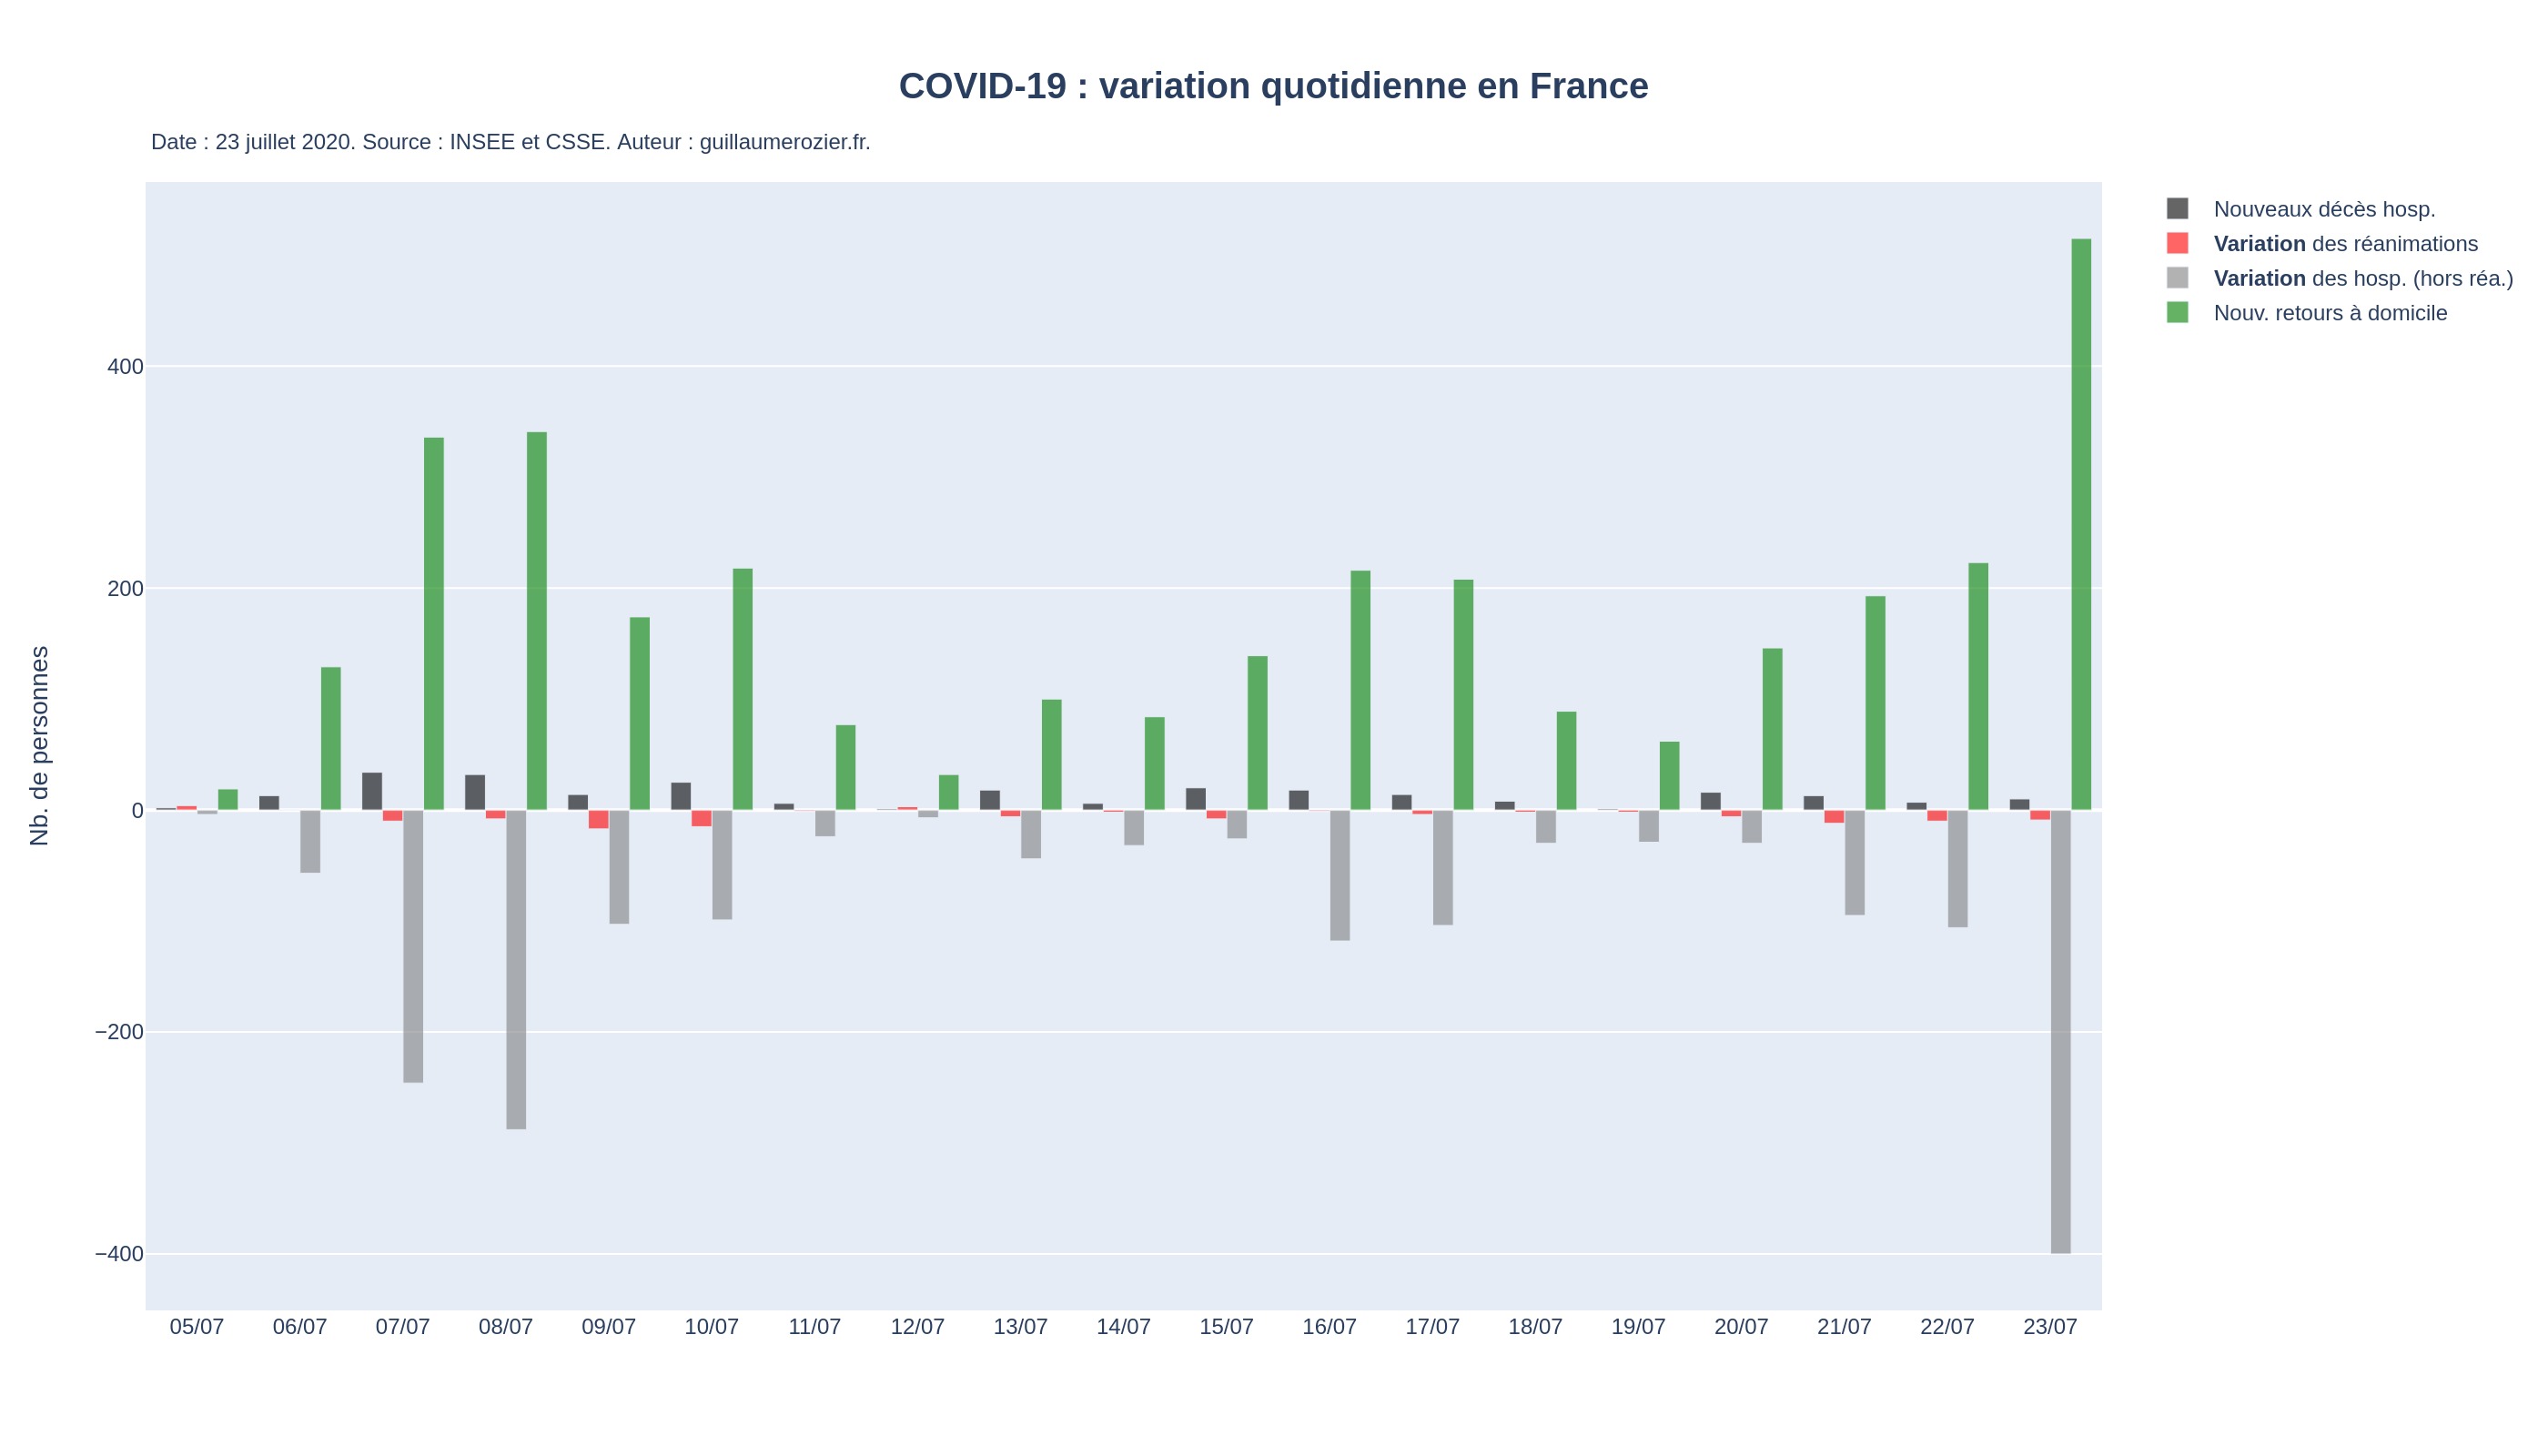 COVID-19 : variation quotidienne en France
Date : 23 juillet 2020. Source : INSEE et CSSE. Auteur : guillaumerozier.fr.
Nouveaux décès hosp.
Variation des réanimations
Variation des hosp. (hors réa.)
Nouv. retours à domicile
Nb. de personnes
400
200
0
−200
−400
05/07 06/07 07/07 08/07 09/07 10/07 11/07 12/07 13/07 14/07 15/07 16/07 17/07 18/07 19/07 20/07 21/07 22/07 23/07